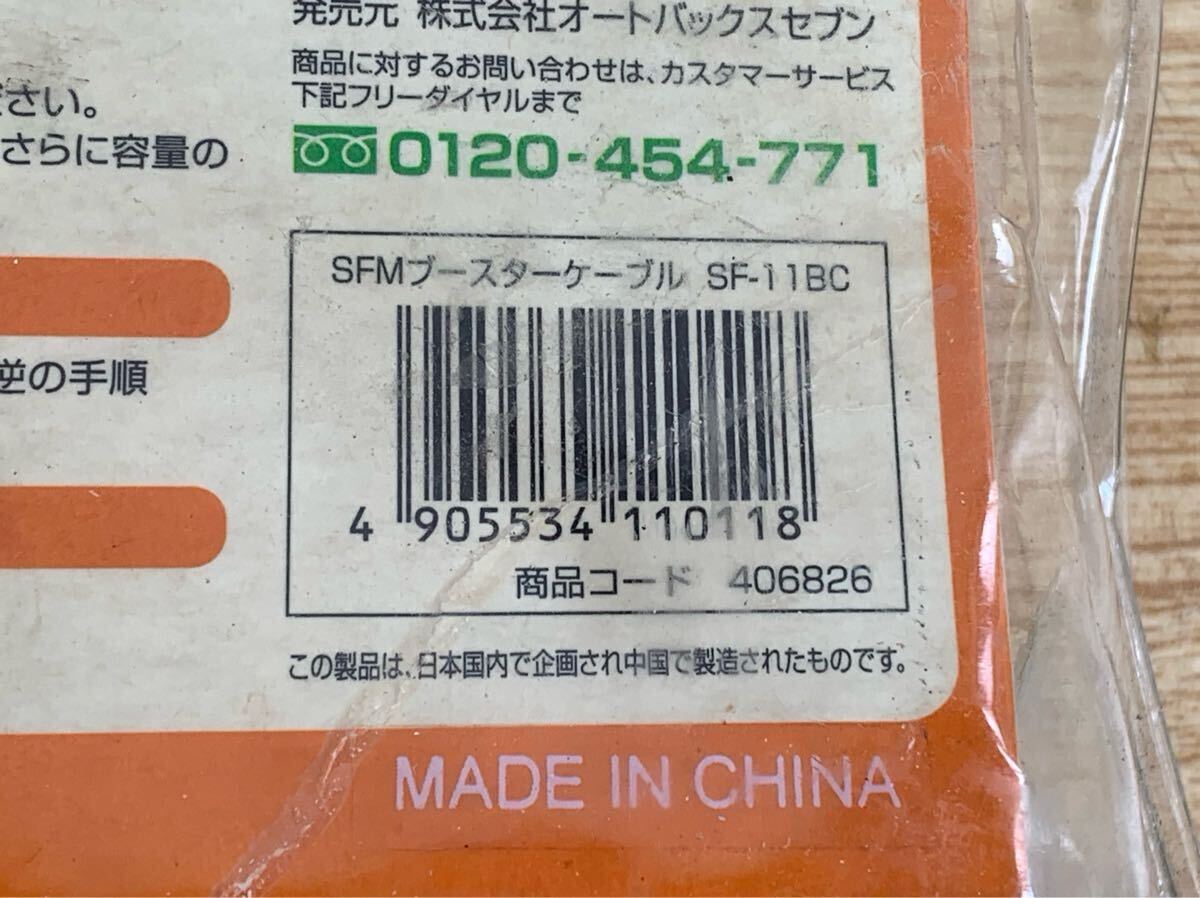 ださい。
さらに容量の
逆の手順
発売元 株式会社オートバックスセブン
商品に対するお問い合わせは、カスタマーサービス
下記フリーダイヤルまで
0120-454-771
SFMブースターケーブル SF-11BC
4 905534 110118
商品コード 406826
この製品は、日本国内で企画され中国で製造されたものです。
MADE IN CHINA